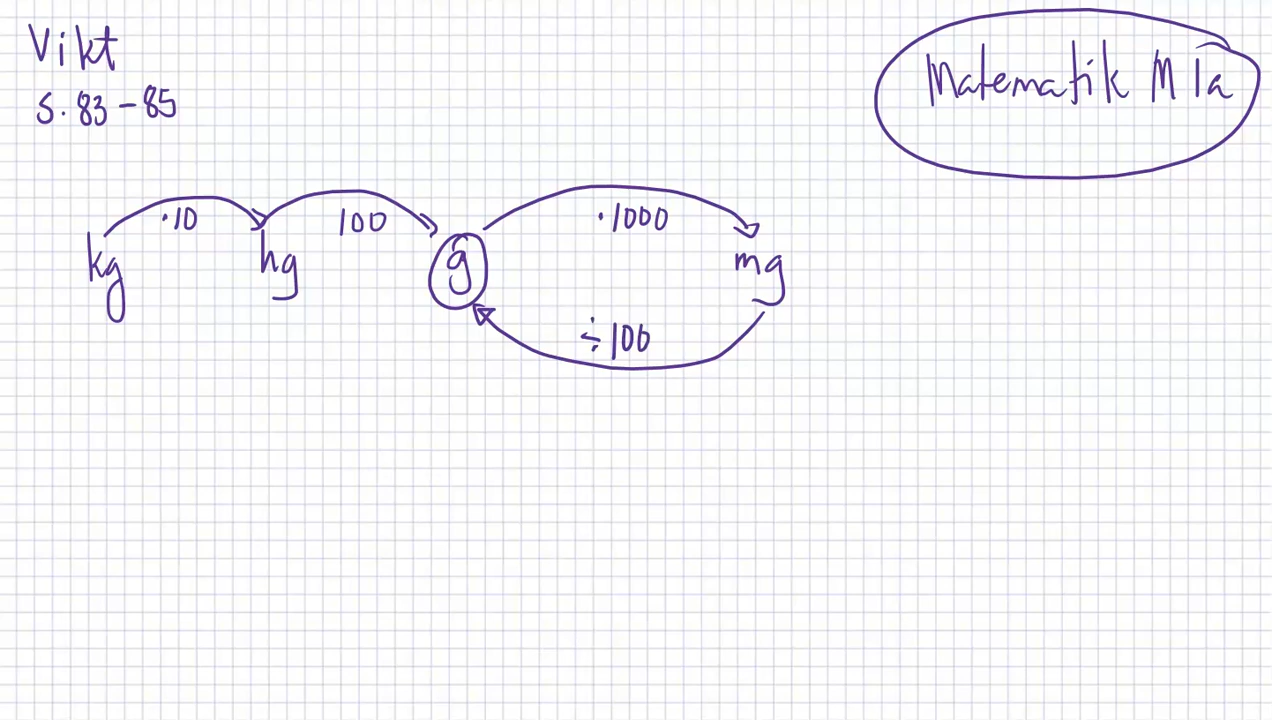 Vikt
s. 83-85
Matematik M 1a
·10
100
·1000
kg
hg
g
mg
÷100